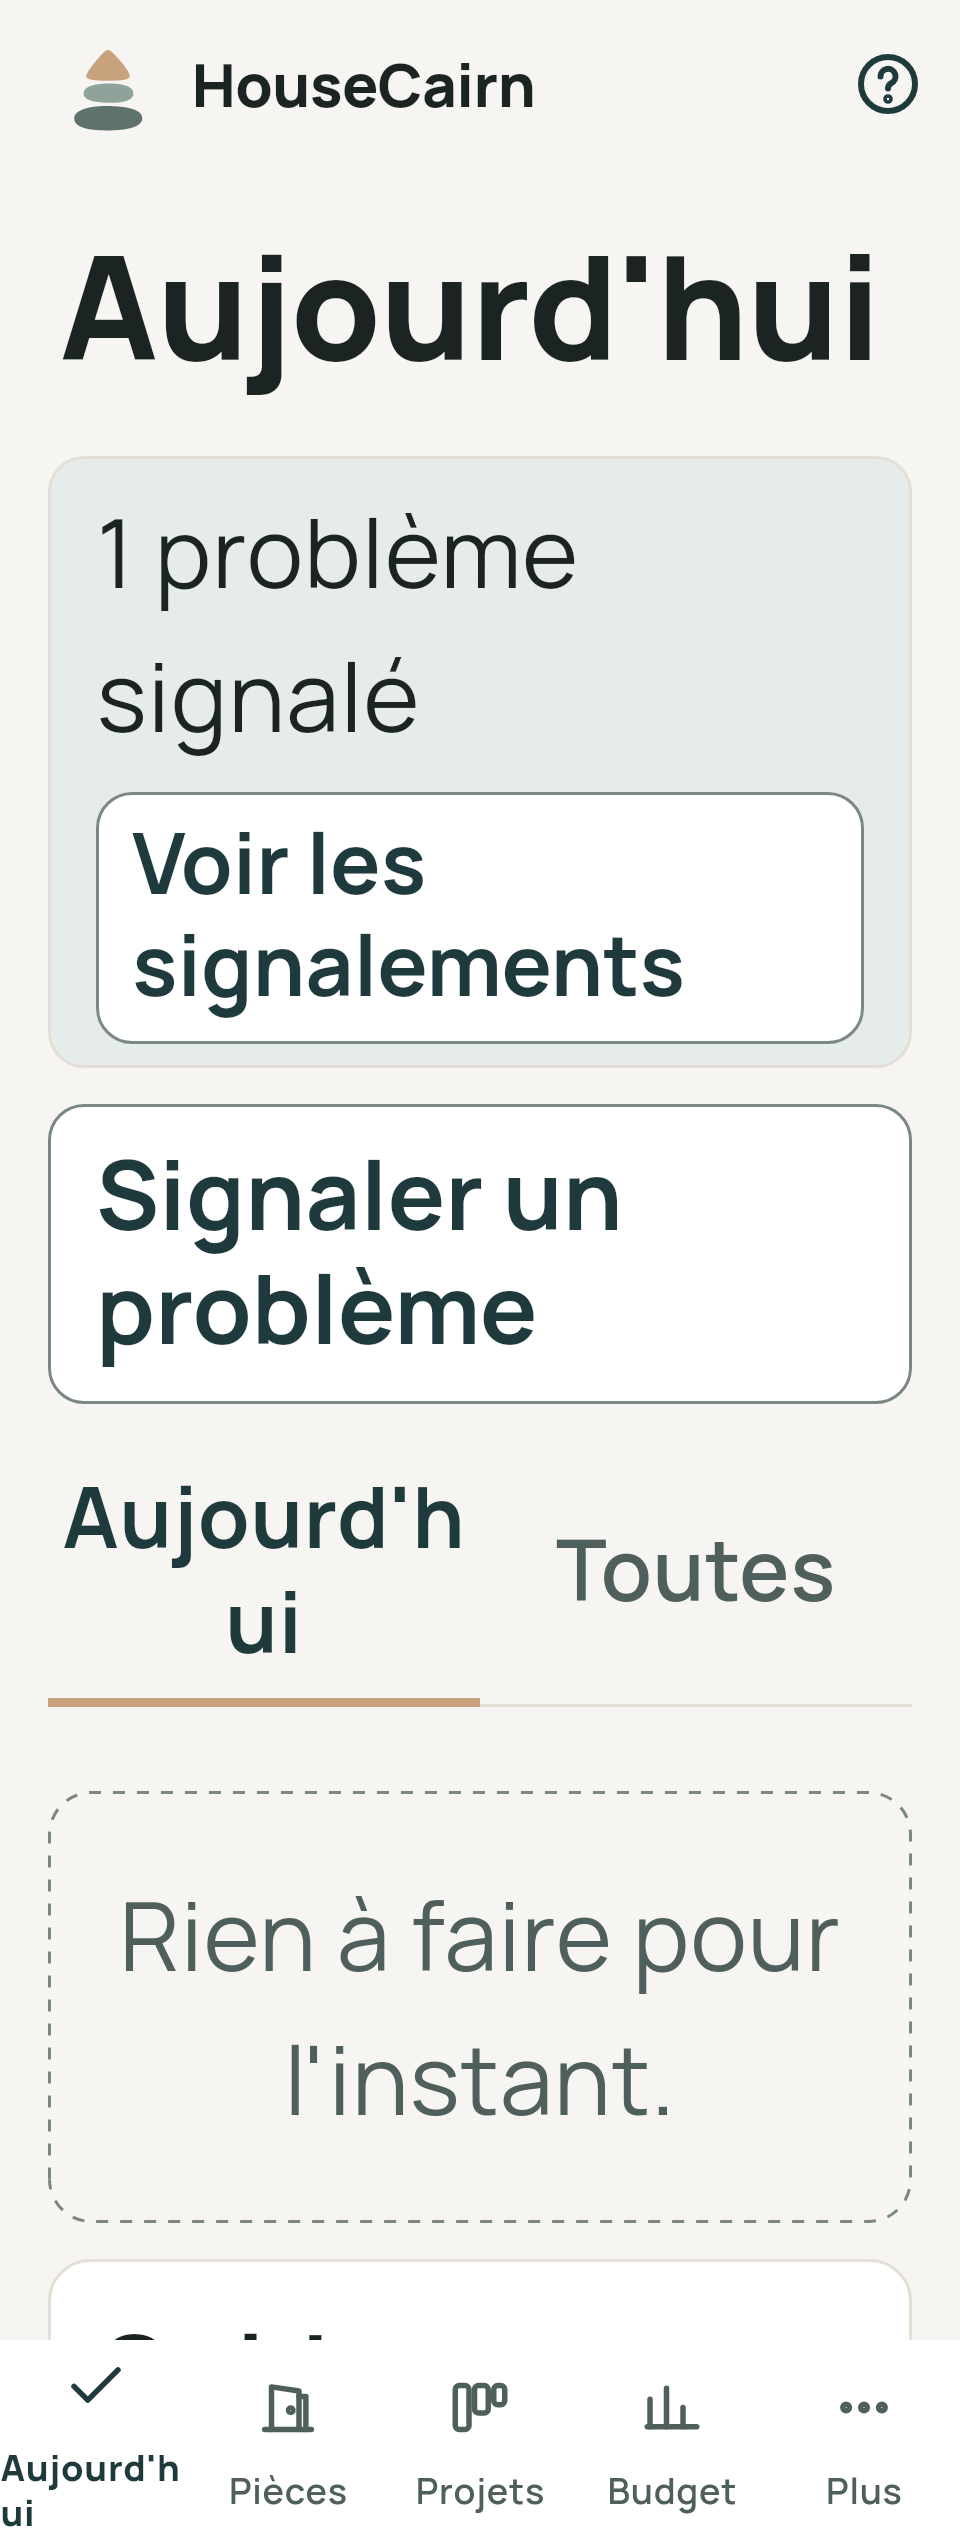 HouseCairn
Aujourd'hui
1 problème
signalé
Voir les
signalements
Signaler un
problème
Aujourd'h
ui
Toutes
Rien à faire pour
l'instant.
Aujourd'h
ui
Pièces
Projets
Budget
Plus